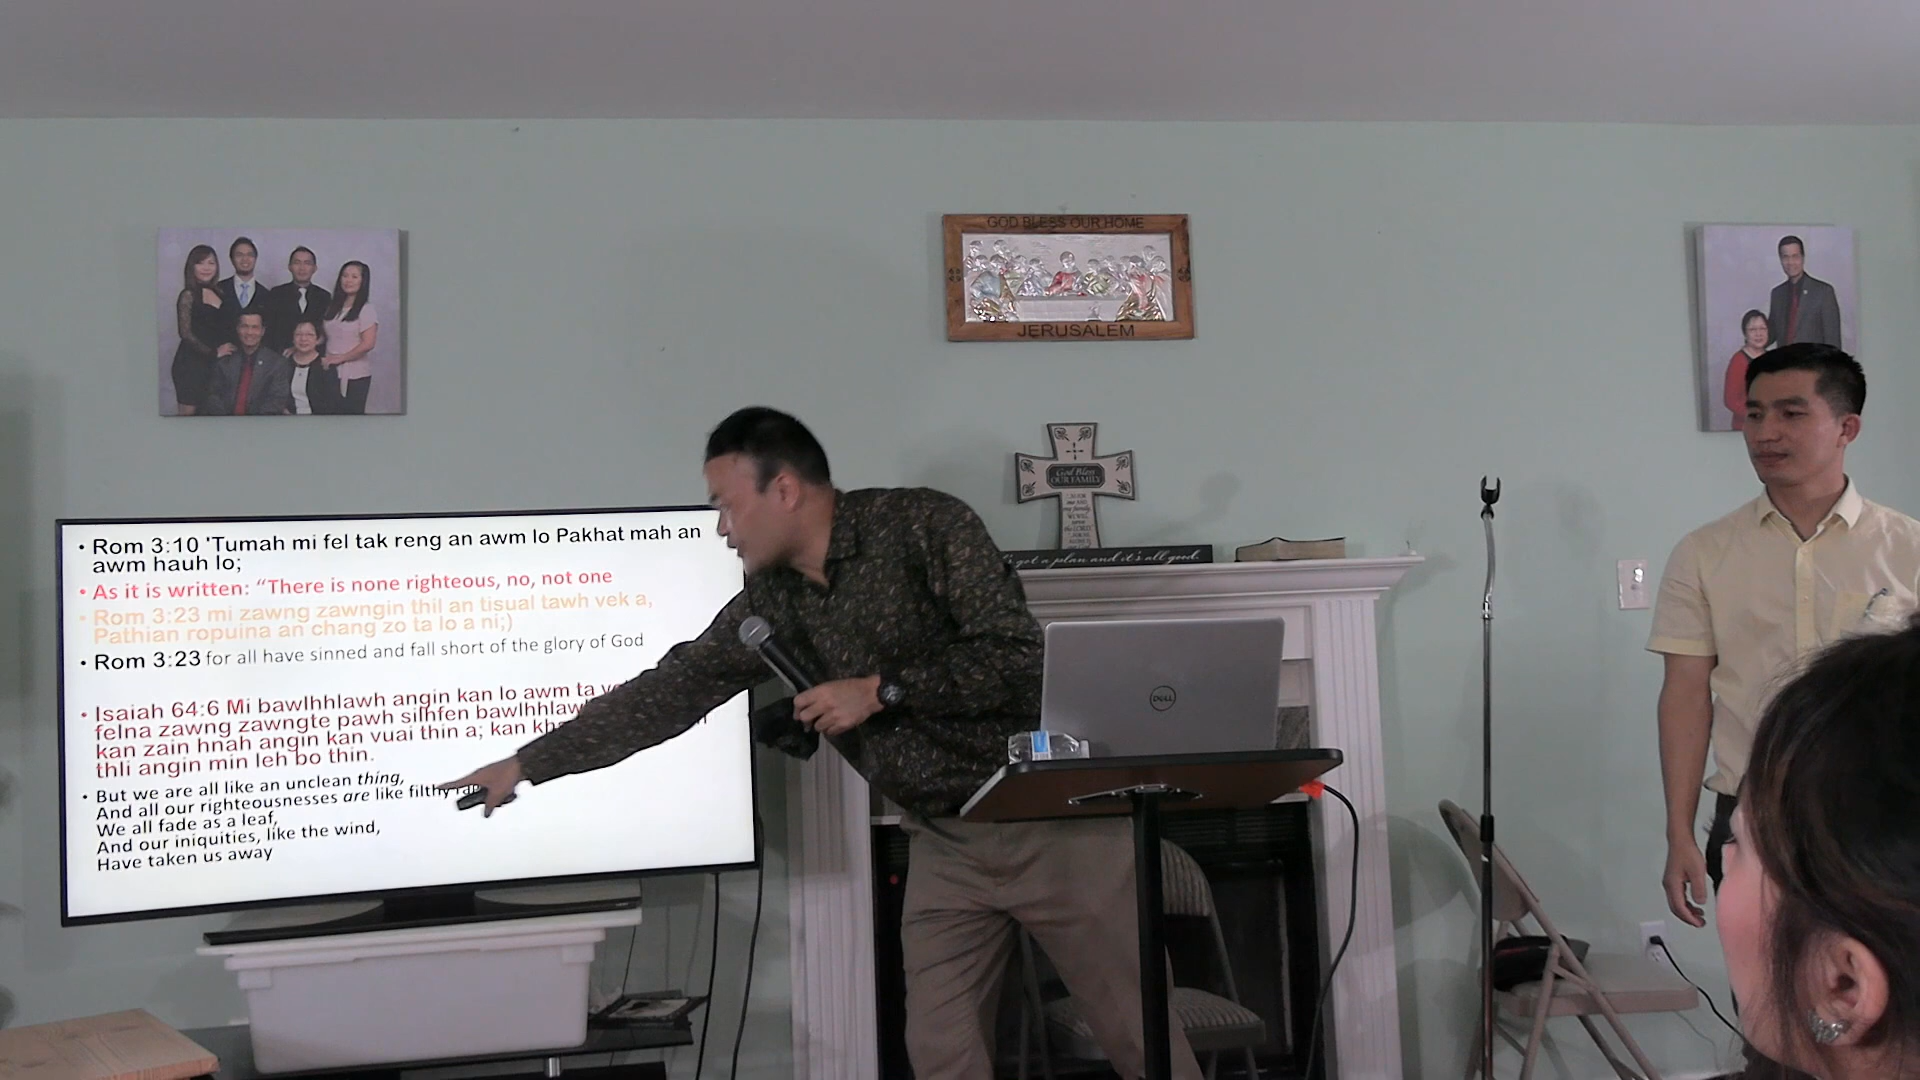 GOD BLESS OUR HOME
JERUSALEM
God Bless
OUR FAMILY
got a plan and it's all good.
• Rom 3:10 'Tumah mi fel tak reng an awm lo Pakhat mah an
awm hauh lo;
• As it is written: “There is none righteous, no, not one
• Rom 3:23 mi zawng zawngin thil an tisual tawh vek a,
Pathian ropuina an chang zo ta lo a ni;)
• Rom 3:23 for all have sinned and fall short of the glory of God
• Isaiah 64:6 Mi bawlhhlawh angin kan lo awm ta
felna zawng zawngte pawh silhfen
kan zain hnah angin kan vuai thin a; kan
thli angin min leh bo thin.
• But we are all like an unclean thing,
And all our righteousnesses are like filthy
We all fade as a leaf,
And our iniquities, like the wind,
Have taken us away
DELL